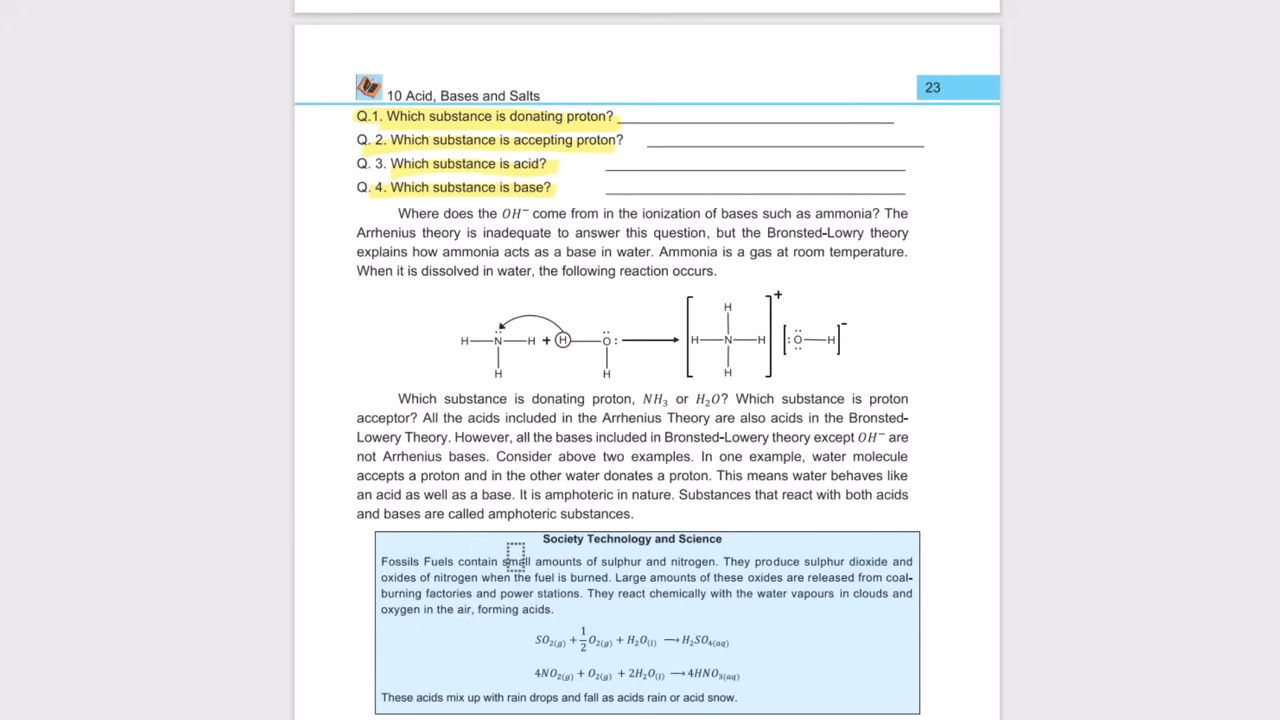 10 Acid, Bases and Salts
23
Q.1. Which substance is donating proton?
Q. 2. Which substance is accepting proton?
Q. 3. Which substance is acid?
Q. 4. Which substance is base?
Where does the OH⁻ come from in the ionization of bases such as ammonia? The
Arrhenius theory is inadequate to answer this question, but the Bronsted-Lowry theory
explains how ammonia acts as a base in water. Ammonia is a gas at room temperature.
When it is dissolved in water, the following reaction occurs.
H
H—N—H + H—O: → [H—N—H]⁺ [:O—H]⁻
H H H
Which substance is donating proton, NH₃ or H₂O? Which substance is proton
acceptor? All the acids included in the Arrhenius Theory are also acids in the Bronsted-
Lowery Theory. However, all the bases included in Bronsted-Lowery theory except OH⁻ are
not Arrhenius bases. Consider above two examples. In one example, water molecule
accepts a proton and in the other water donates a proton. This means water behaves like
an acid as well as a base. It is amphoteric in nature. Substances that react with both acids
and bases are called amphoteric substances.
Society Technology and Science
Fossils Fuels contain small amounts of sulphur and nitrogen. They produce sulphur dioxide and
oxides of nitrogen when the fuel is burned. Large amounts of these oxides are released from coal-
burning factories and power stations. They react chemically with the water vapours in clouds and
oxygen in the air, forming acids.
SO₂(g) + 1/2 O₂(g) + H₂O(l) → H₂SO₄(aq)
4NO₂(g) + O₂(g) + 2H₂O(l) → 4HNO₃(aq)
These acids mix up with rain drops and fall as acids rain or acid snow.